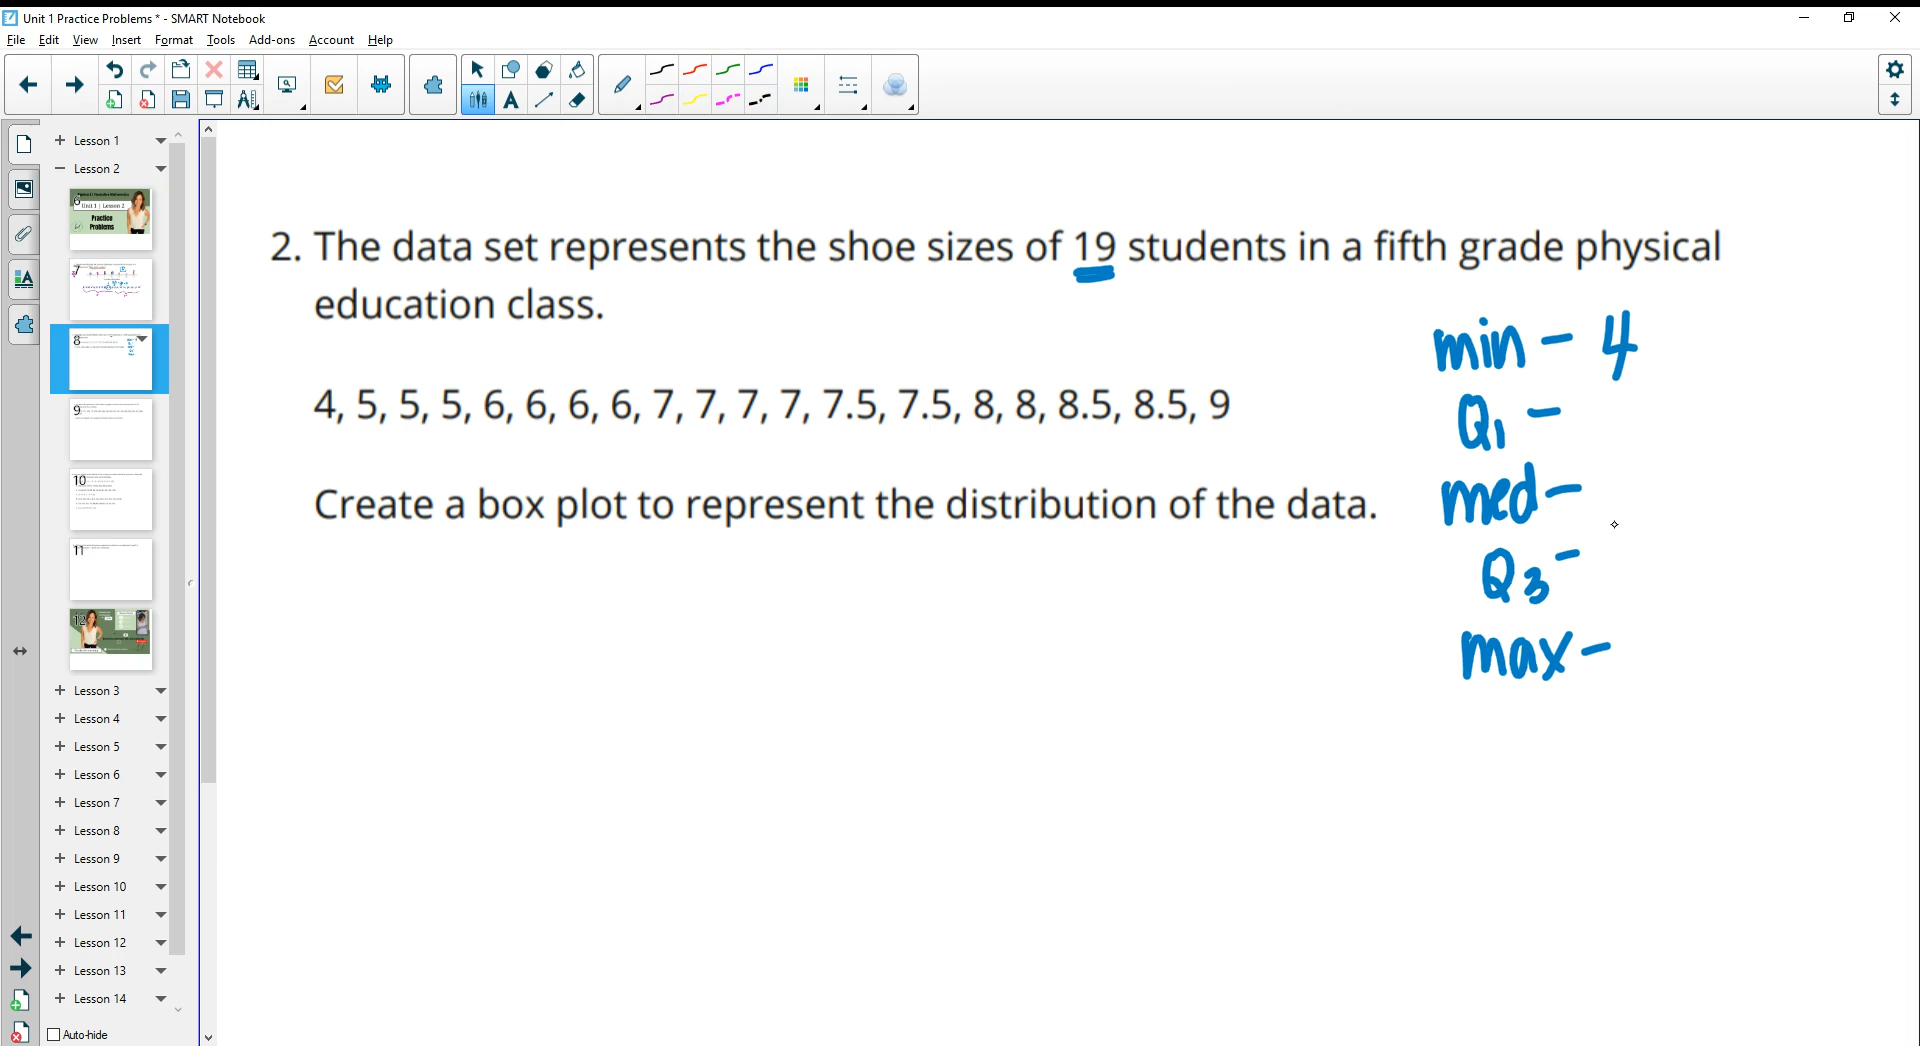 Unit 1 Practice Problems * - SMART Notebook
File Edit View Insert Format Tools Add-ons Account Help
Lesson 1
Lesson 2
6
Unit 1 | Lesson 2
Practice
Problems
7
8
9
10
11
12
Lesson 3
Lesson 4
Lesson 5
Lesson 6
Lesson 7
Lesson 8
Lesson 9
Lesson 10
Lesson 11
Lesson 12
Lesson 13
Lesson 14
Auto-hide
2. The data set represents the shoe sizes of 19 students in a fifth grade physical
education class.
4, 5, 5, 5, 6, 6, 6, 6, 7, 7, 7, 7, 7.5, 7.5, 8, 8, 8.5, 8.5, 9
Create a box plot to represent the distribution of the data.
min - 4
Q1 -
med -
Q3 -
max -